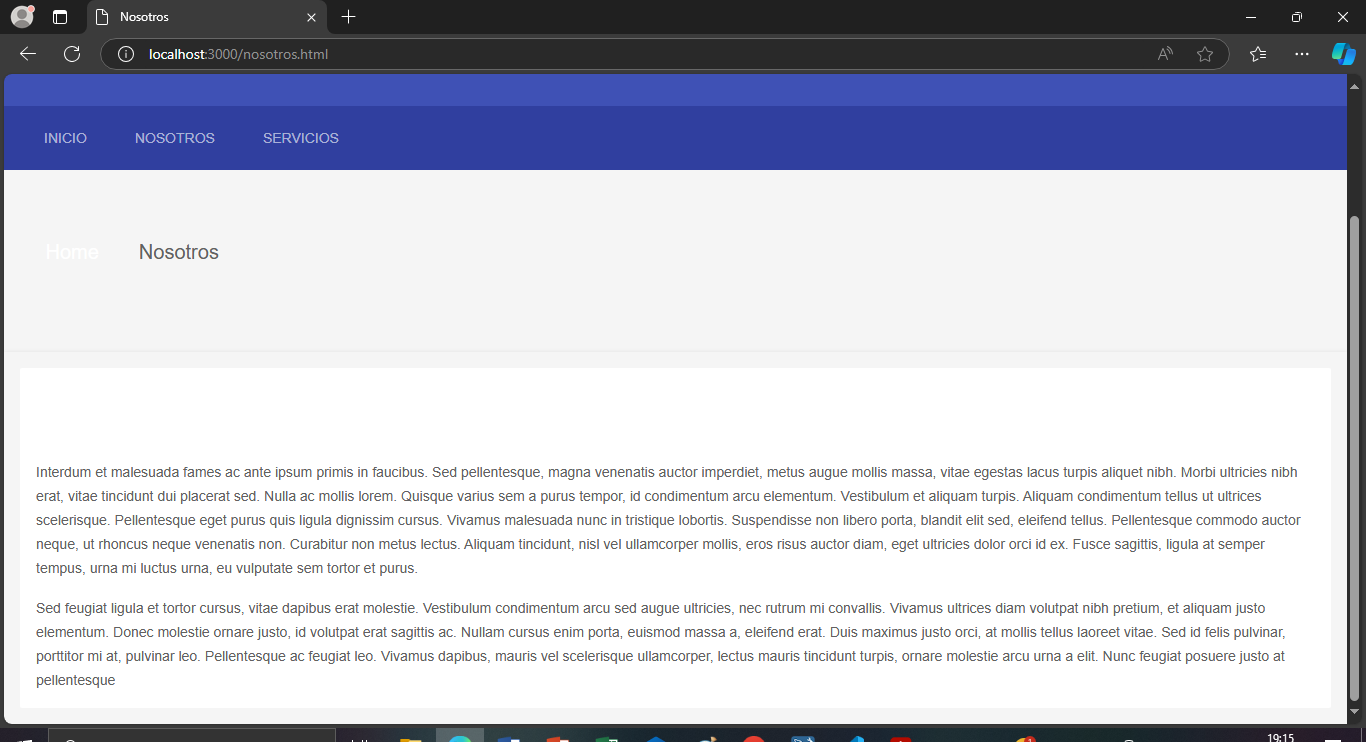 Nosotros
localhost:3000/nosotros.html
INICIO NOSOTROS SERVICIOS
Home Nosotros
Interdum et malesuada fames ac ante ipsum primis in faucibus. Sed pellentesque, magna venenatis auctor imperdiet, metus augue mollis massa, vitae egestas lacus turpis aliquet nibh. Morbi ultricies nibh
erat, vitae tincidunt dui placerat sed. Nulla ac mollis lorem. Quisque varius sem a purus tempor, id condimentum arcu elementum. Vestibulum et aliquam turpis. Aliquam condimentum tellus ut ultrices
scelerisque. Pellentesque eget purus quis ligula dignissim cursus. Vivamus malesuada nunc in tristique lobortis. Suspendisse non libero porta, blandit elit sed, eleifend tellus. Pellentesque commodo auctor
neque, ut rhoncus neque venenatis non. Curabitur non metus lectus. Aliquam tincidunt, nisl vel ullamcorper mollis, eros risus auctor diam, eget ultricies dolor orci id ex. Fusce sagittis, ligula at semper
tempus, urna mi luctus urna, eu vulputate sem tortor et purus.
Sed feugiat ligula et tortor cursus, vitae dapibus erat molestie. Vestibulum condimentum arcu sed augue ultricies, nec rutrum mi convallis. Vivamus ultrices diam volutpat nibh pretium, et aliquam justo
elementum. Donec molestie ornare justo, id volutpat erat sagittis ac. Nullam cursus enim porta, euismod massa a, eleifend erat. Duis maximus justo orci, at mollis tellus laoreet vitae. Sed id felis pulvinar,
porttitor mi at, pulvinar leo. Pellentesque ac feugiat leo. Vivamus dapibus, mauris vel scelerisque ullamcorper, lectus mauris tincidunt turpis, ornare molestie arcu urna a elit. Nunc feugiat posuere justo at
pellentesque
19:15